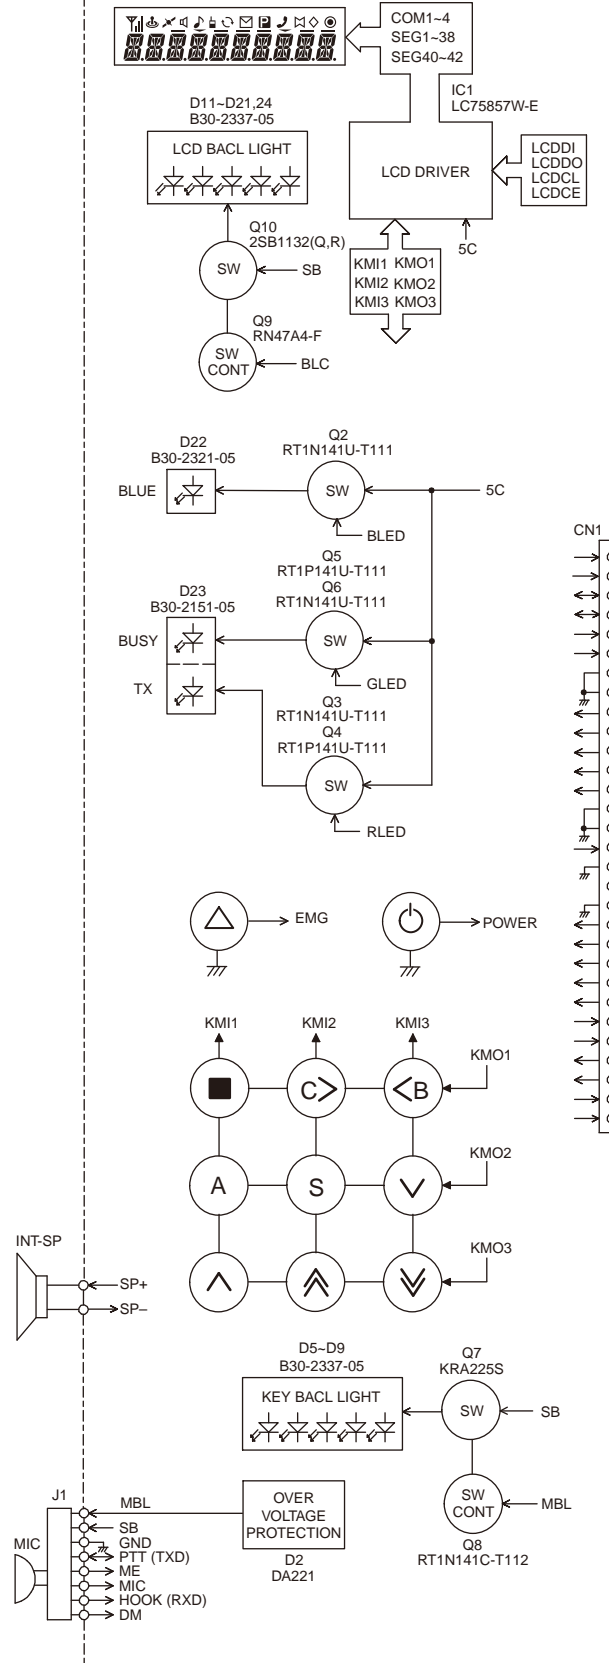 P
COM1~4
SEG1~38
SEG40~42
IC1
LC75857W-E
D11~D21,24
B30-2337-05
LCD BACL LIGHT
LCD DRIVER
LCDDI
LCDDO
LCDCL
LCDCE
5C
Q10
2SB1132(Q,R)
SW
SB
KMI1 KMO1
KMI2 KMO2
KMI3 KMO3
Q9
RN47A4-F
SW
CONT
BLC
D22
B30-2321-05
BLUE
Q2
RT1N141U-T111
SW
5C
BLED
CN1
Q5
RT1P141U-T111
Q6
RT1N141U-T111
D23
B30-2151-05
BUSY
SW
TX
GLED
Q3
RT1N141U-T111
Q4
RT1P141U-T111
SW
RLED
EMG
POWER
KMI1
KMI2
KMI3
KMO1
C>
<B
KMO2
A
S
KMO3
INT-SP
SP+
SP–
D5~D9
B30-2337-05
KEY BACL LIGHT
Q7
KRA225S
SW
SB
SW
CONT
MBL
Q8
RT1N141C-T112
J1
MIC
MBL
SB
GND
PTT (TXD)
ME
MIC
HOOK (RXD)
DM
OVER
VOLTAGE
PROTECTION
D2
DA221